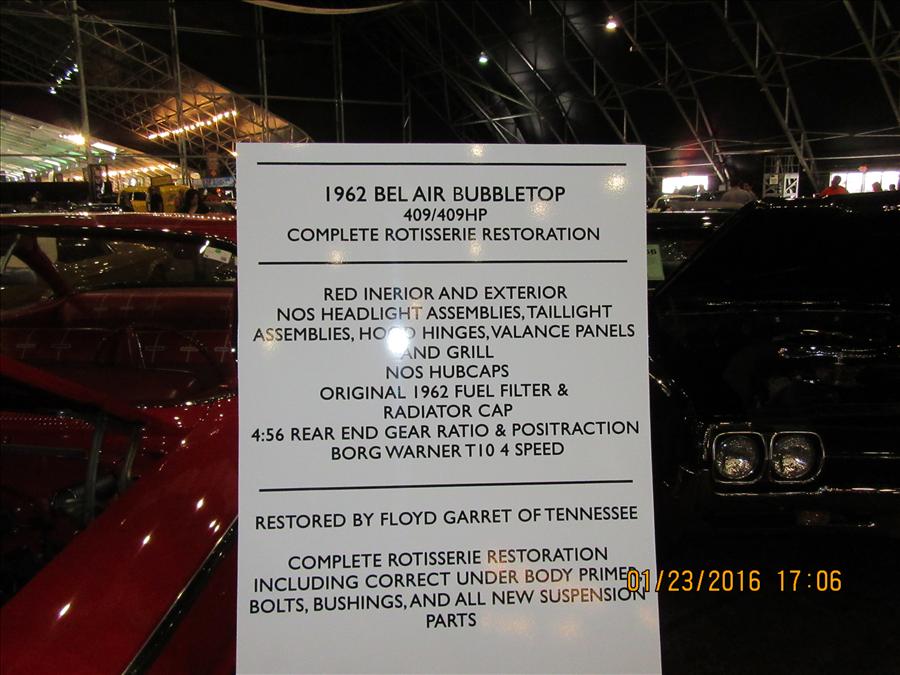 1962 BEL AIR BUBBLETOP
409/409HP
COMPLETE ROTISSERIE RESTORATION
RED INERIOR AND EXTERIOR
NOS HEADLIGHT ASSEMBLIES, TAILLIGHT
ASSEMBLIES, HOOD HINGES, VALANCE PANELS
AND GRILL
NOS HUBCAPS
ORIGINAL 1962 FUEL FILTER &
RADIATOR CAP
4:56 REAR END GEAR RATIO & POSITRACTION
BORG WARNER T10 4 SPEED
RESTORED BY FLOYD GARRET OF TENNESSEE
COMPLETE ROTISSERIE RESTORATION
INCLUDING CORRECT UNDER BODY PRIMER
BOLTS, BUSHINGS, AND ALL NEW SUSPENSION
PARTS
01/23/2016 17:06